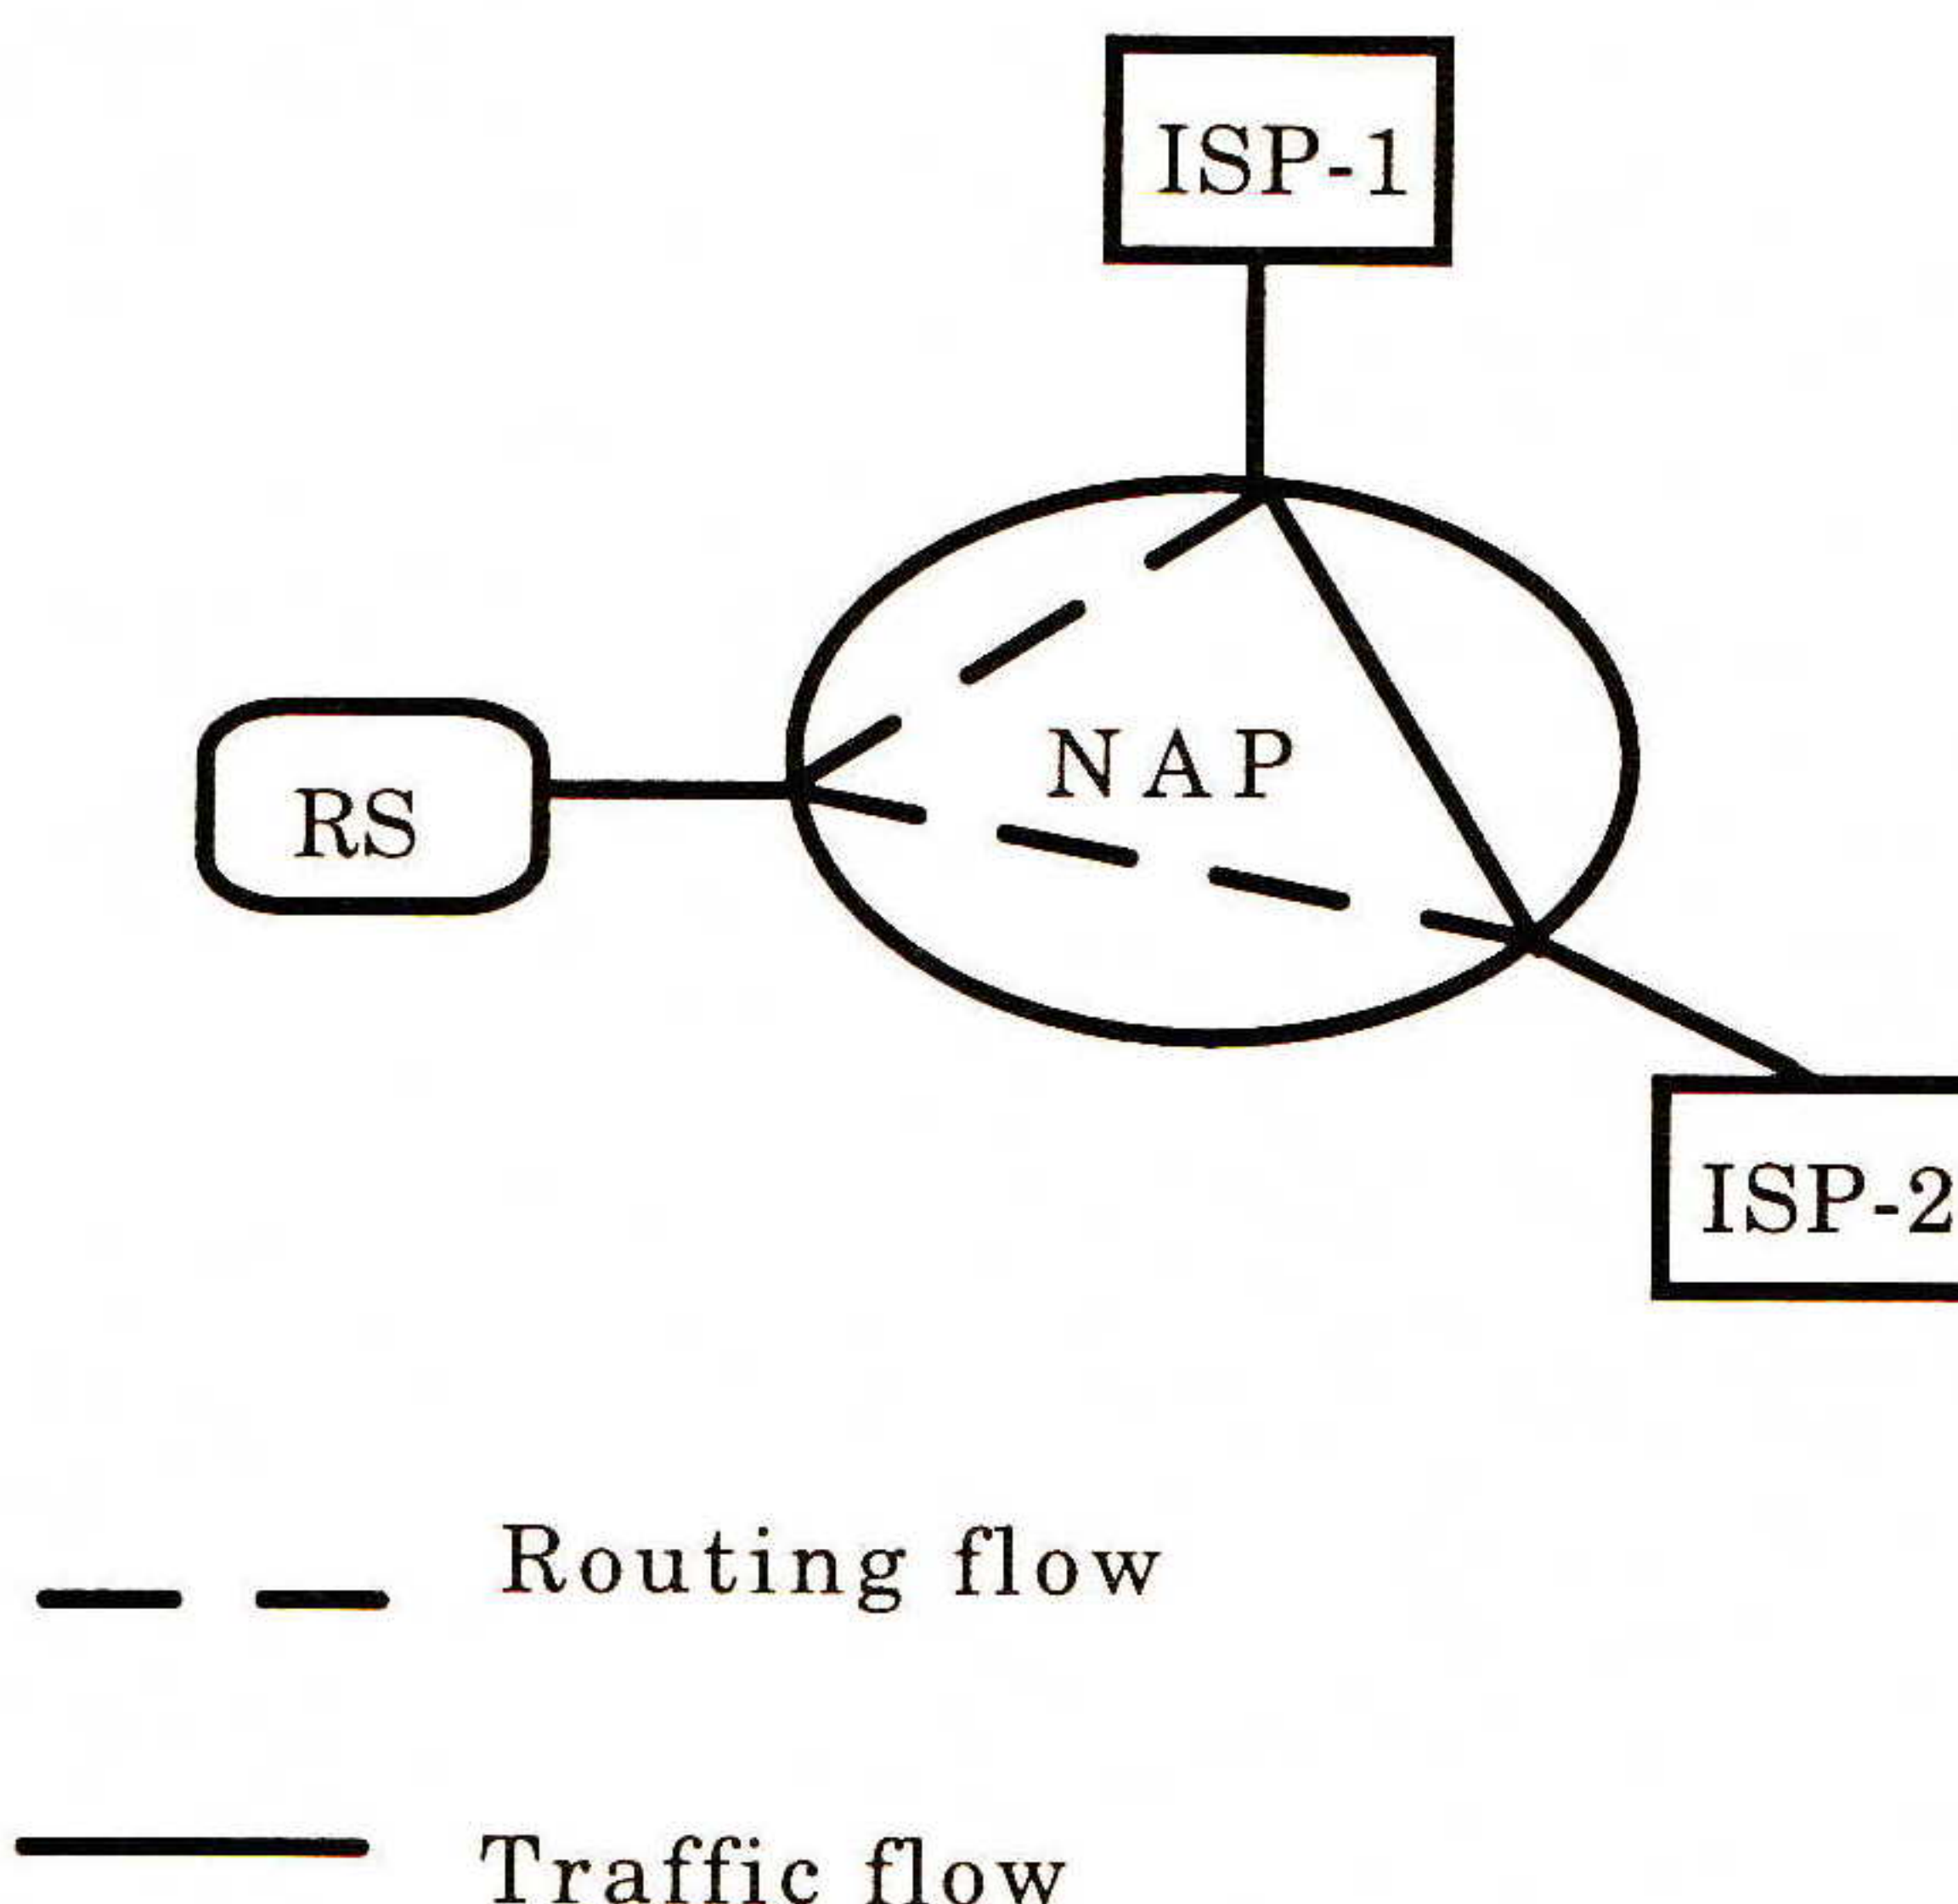 ISP-1
NAP
RS
ISP-2
Routing flow
Traffic flow